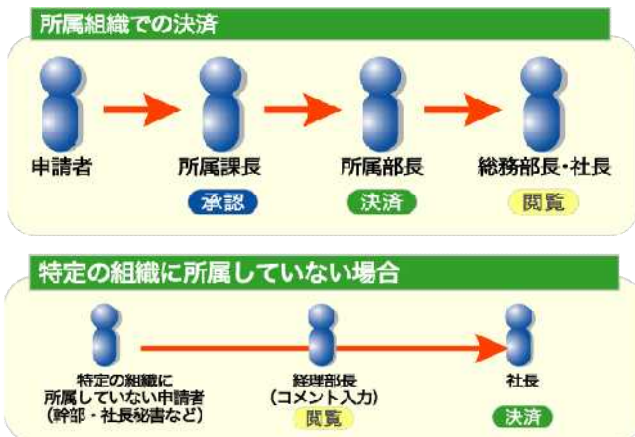 所属組織での決済
申請者
所属課長
所属部長
総務部長・社長
承認
決済
閲覧
特定の組織に所属していない場合
特定の組織に
所属していない申請者
(幹部・社長秘書など)
経理部長
(コメント入力)
閲覧
社長
決済